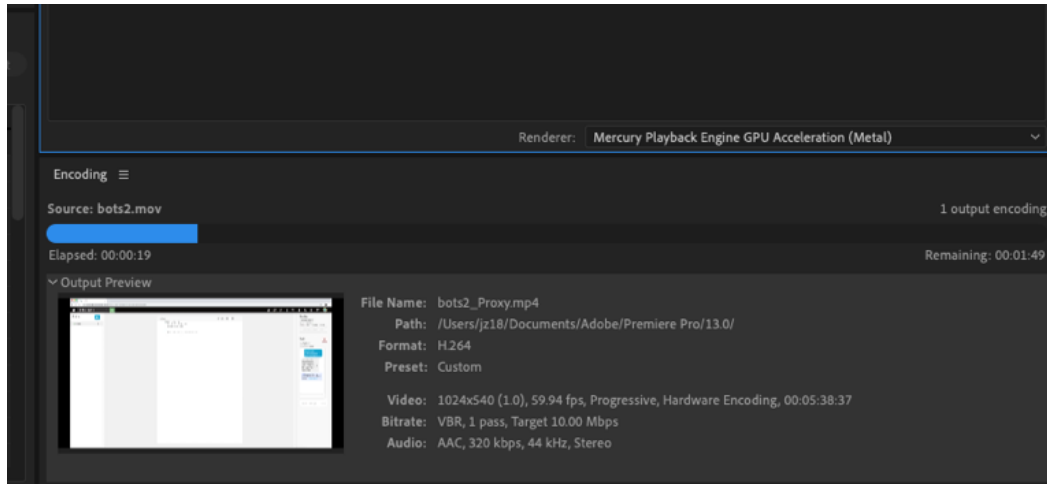 Renderer: Mercury Playback Engine GPU Acceleration (Metal)
Encoding
Source: bots2.mov 1 output encoding
Elapsed: 00:00:19 Remaining: 00:01:49
Output Preview
File Name: bots2_Proxy.mp4
Path: /Users/jz18/Documents/Adobe/Premiere Pro/13.0/
Format: H.264
Preset: Custom
Video: 1024x540 (1.0), 59.94 fps, Progressive, Hardware Encoding, 00:05:38:37
Bitrate: VBR, 1 pass, Target 10.00 Mbps
Audio: AAC, 320 kbps, 44 kHz, Stereo